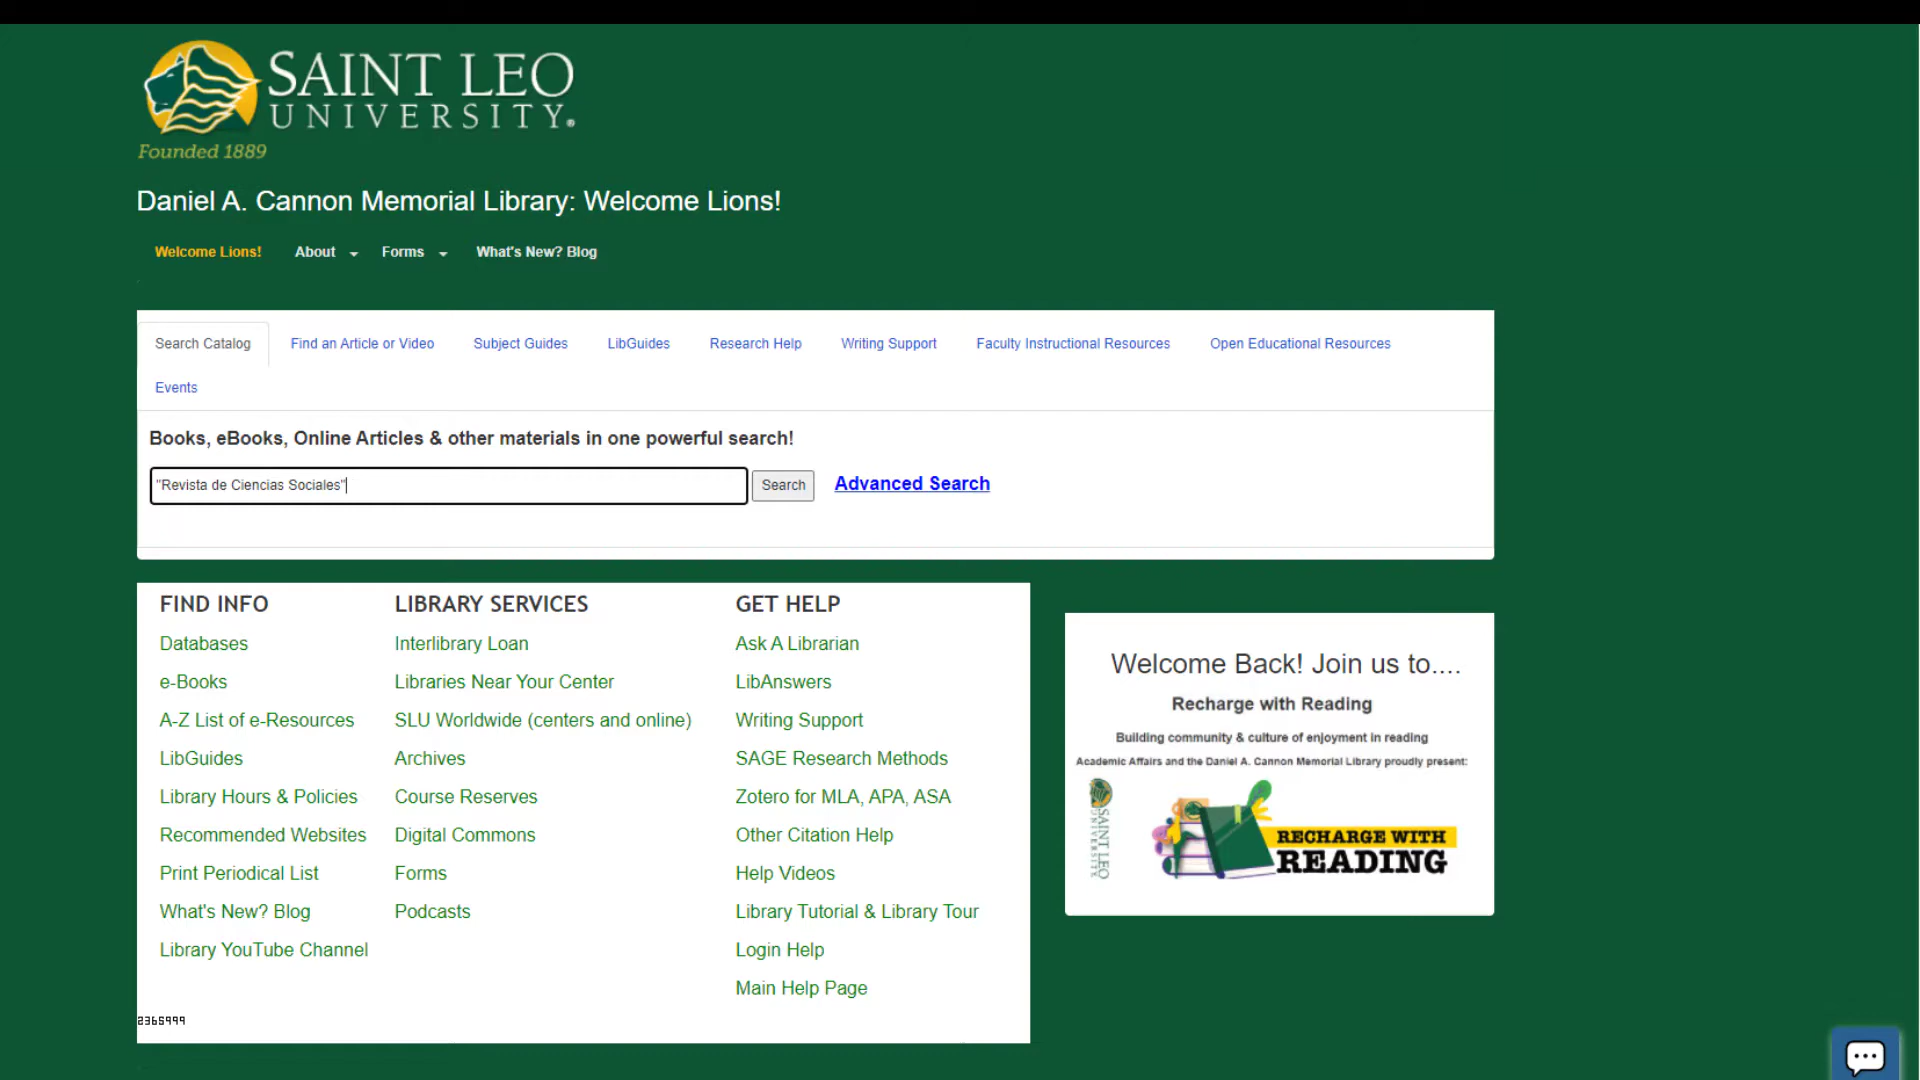 SAINT LEO
UNIVERSITY®
Founded 1889
Daniel A. Cannon Memorial Library: Welcome Lions!
Welcome Lions! About Forms What's New? Blog
Search Catalog Find an Article or Video Subject Guides LibGuides Research Help Writing Support Faculty Instructional Resources Open Educational Resources
Events
Books, eBooks, Online Articles & other materials in one powerful search!
"Revista de Ciencias Sociales" Search Advanced Search
FIND INFO
Databases
e-Books
A-Z List of e-Resources
LibGuides
Library Hours & Policies
Recommended Websites
Print Periodical List
What's New? Blog
Library YouTube Channel
LIBRARY SERVICES
Interlibrary Loan
Libraries Near Your Center
SLU Worldwide (centers and online)
Archives
Course Reserves
Digital Commons
Forms
Podcasts
GET HELP
Ask A Librarian
LibAnswers
Writing Support
SAGE Research Methods
Zotero for MLA, APA, ASA
Other Citation Help
Help Videos
Library Tutorial & Library Tour
Login Help
Main Help Page
2365999
Welcome Back! Join us to....
Recharge with Reading
Building community & culture of enjoyment in reading
Academic Affairs and the Daniel A. Cannon Memorial Library proudly present:
SAINT LEO
UNIVERSITY
RECHARGE WITH
READING